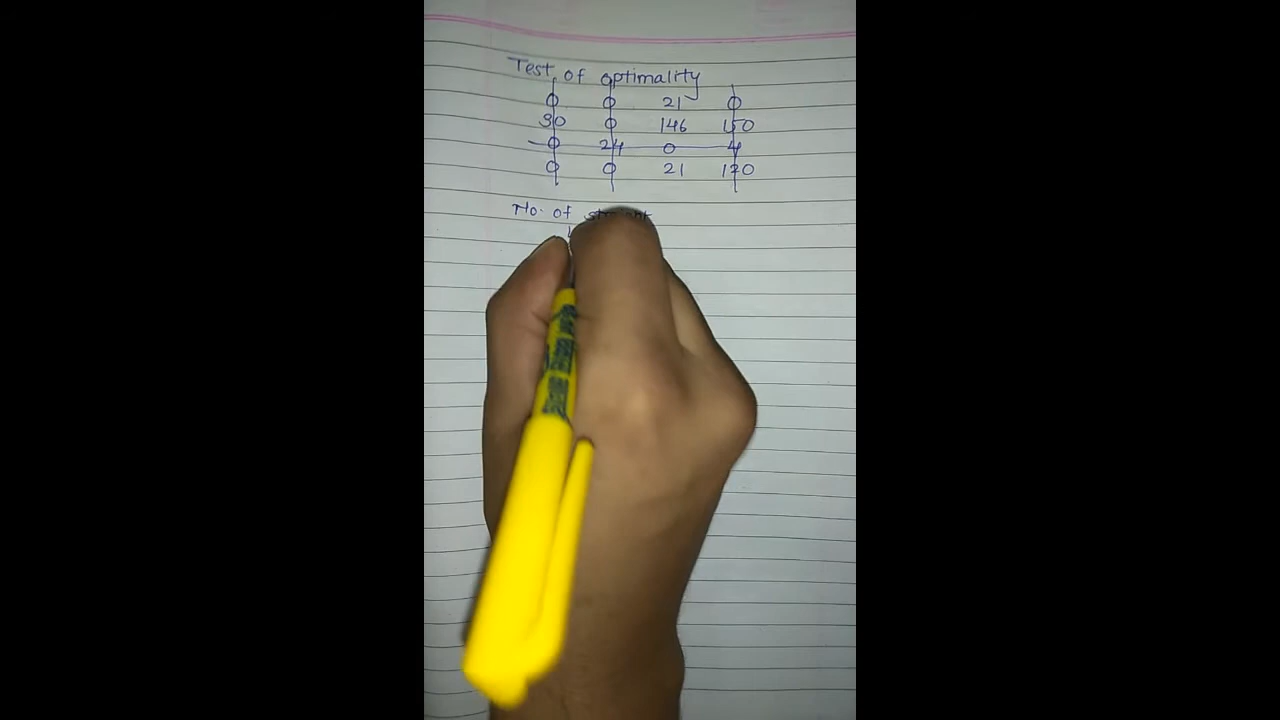 Test of optimality
0 0 21 0
30 0 146 150
0 24 0 4
0 0 21 120
No. of